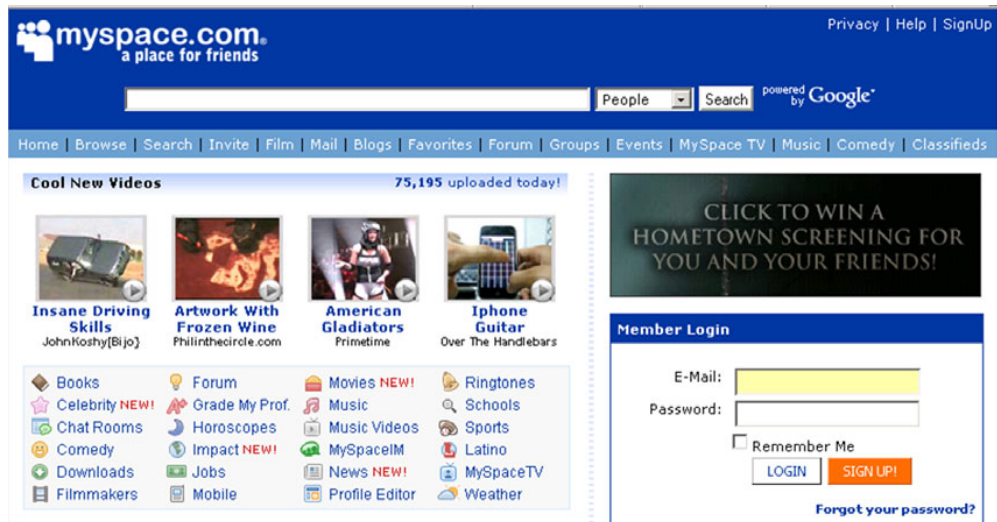 myspace.com®
a place for friends
Privacy | Help | SignUp
People
Search
powered by Google™
Home | Browse | Search | Invite | Film | Mail | Blogs | Favorites | Forum | Groups | Events | MySpace TV | Music | Comedy | Classifieds
Cool New Videos
75,195 uploaded today!
Insane Driving
Skills
JohnKoshy{Bijo}
Artwork With
Frozen Wine
Philinthecircle.com
American
Gladiators
Primetime
Iphone
Guitar
Over The Handlebars
Books
Forum
Movies NEW!
Ringtones
Celebrity NEW!
Grade My Prof.
Music
Schools
Chat Rooms
Horoscopes
Music Videos
Sports
Comedy
Impact NEW!
MySpaceIM
Latino
Downloads
Jobs
News NEW!
MySpaceTV
Filmmakers
Mobile
Profile Editor
Weather
CLICK TO WIN A
HOMETOWN SCREENING FOR
YOU AND YOUR FRIENDS!
Member Login
E-Mail:
Password:
Remember Me
LOGIN
SIGN UP!
Forgot your password?